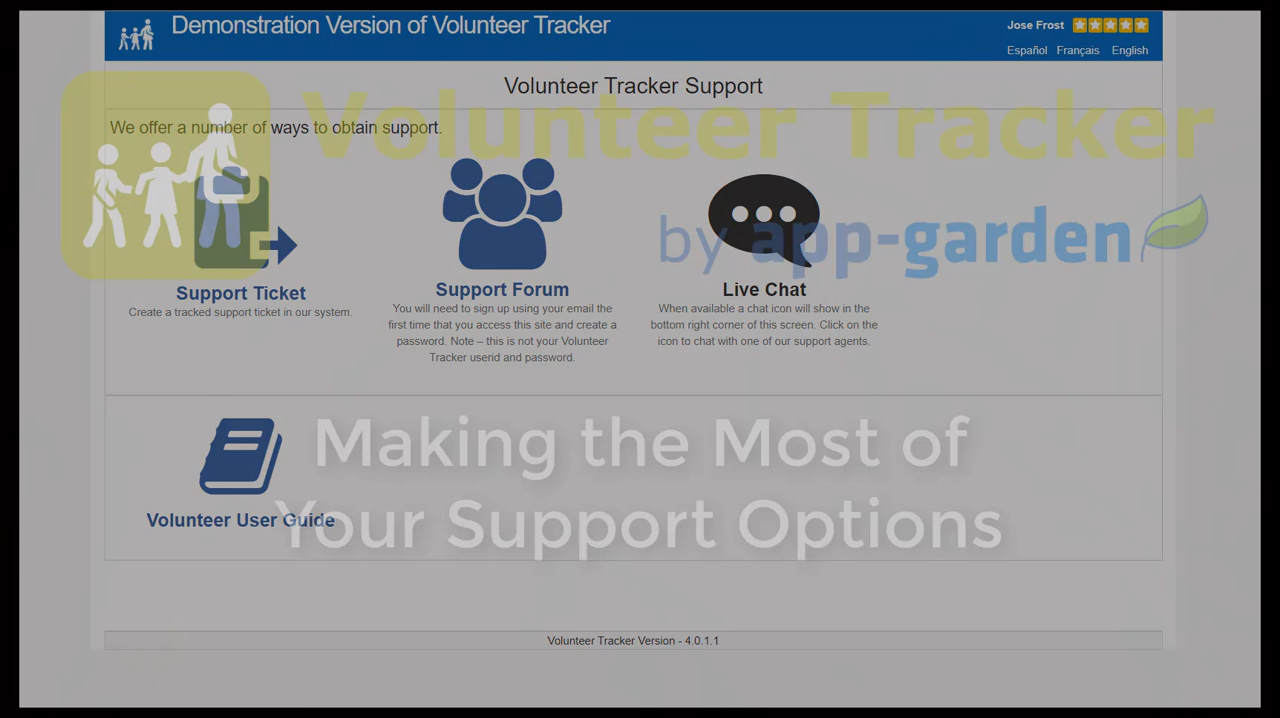 Demonstration Version of Volunteer Tracker
Jose Frost
Español Français English
Volunteer Tracker Support
We offer a number of ways to obtain support.
Volunteer Tracker
by app-garden
Support Ticket
Create a tracked support ticket in our system.
Support Forum
You will need to sign up using your email the
first time that you access this site and create a
password. Note – this is not your Volunteer
Tracker userid and password.
Live Chat
When available a chat icon will show in the
bottom right corner of this screen. Click on the
icon to chat with one of our support agents.
Making the Most of
Your Support Options
Volunteer User Guide
Volunteer Tracker Version - 4.0.1.1